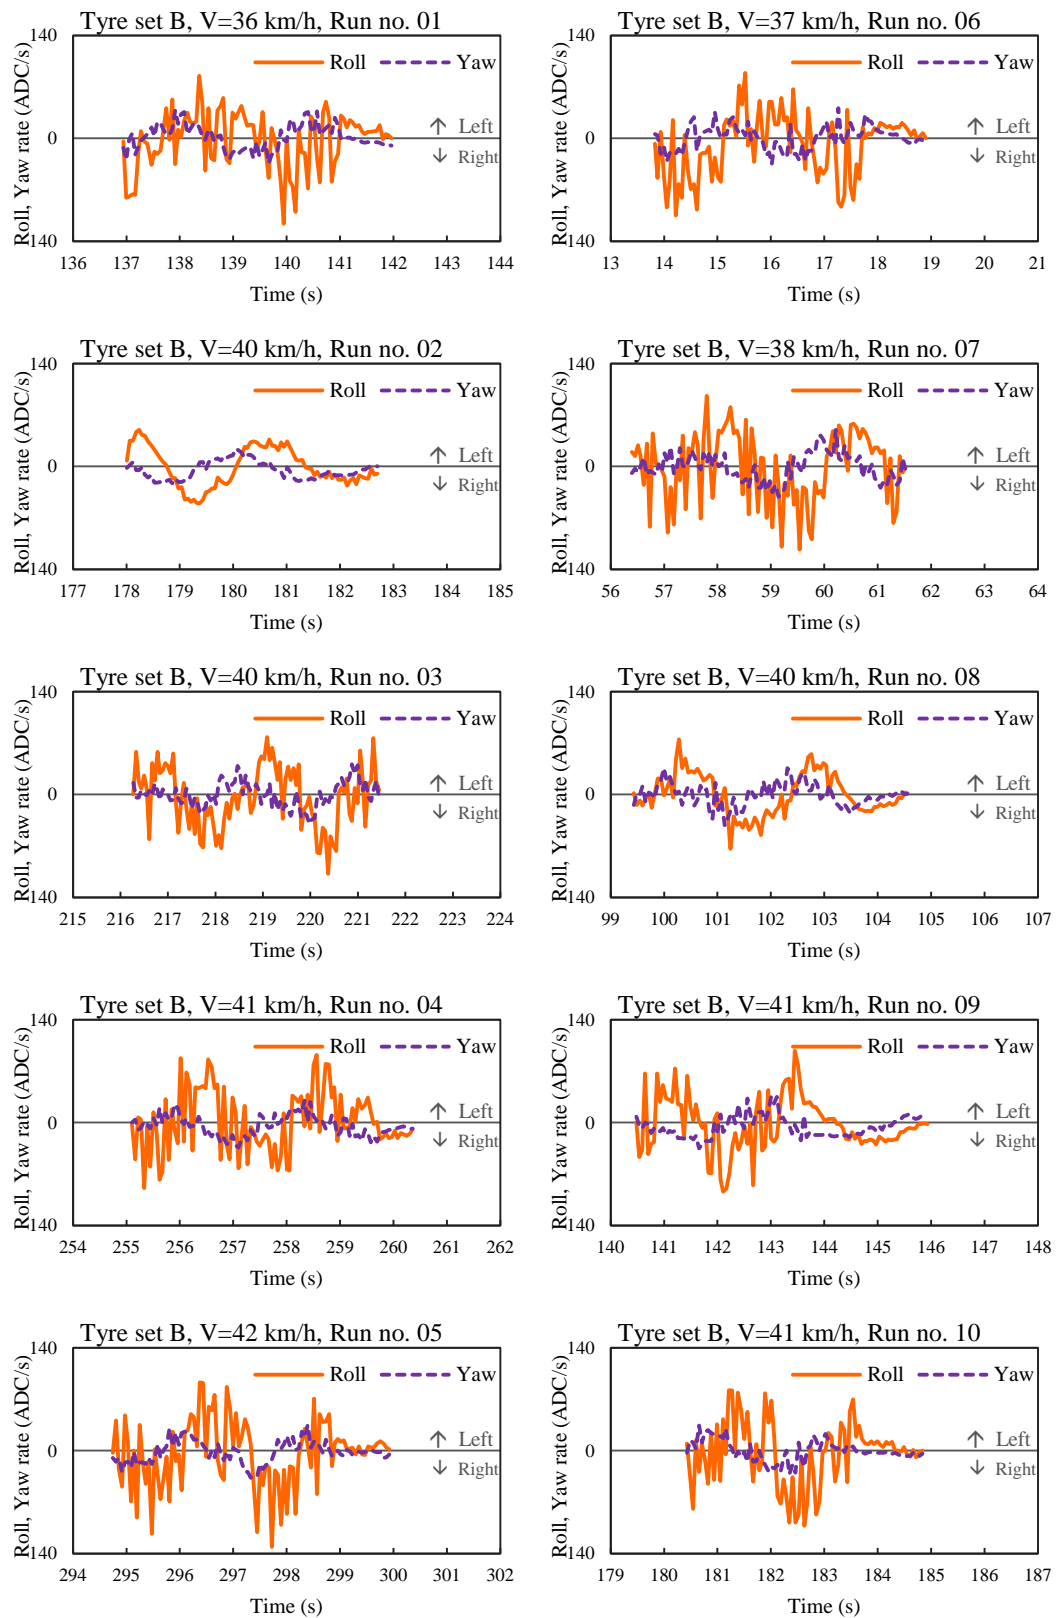 Tyre set B, V=36 km/h, Run no. 01
140
Roll Yaw
↑ Left
0
↓ Right
140
Roll, Yaw rate (ADC/s)
136 137 138 139 140 141 142 143 144
Time (s)
Tyre set B, V=37 km/h, Run no. 06
140
Roll Yaw
↑ Left
0
↓ Right
140
Roll, Yaw rate (ADC/s)
13 14 15 16 17 18 19 20 21
Time (s)
Tyre set B, V=40 km/h, Run no. 02
140
Roll Yaw
↑ Left
0
↓ Right
140
Roll, Yaw rate (ADC/s)
177 178 179 180 181 182 183 184 185
Time (s)
Tyre set B, V=38 km/h, Run no. 07
140
Roll Yaw
↑ Left
0
↓ Right
140
Roll, Yaw rate (ADC/s)
56 57 58 59 60 61 62 63 64
Time (s)
Tyre set B, V=40 km/h, Run no. 03
140
Roll Yaw
↑ Left
0
↓ Right
140
Roll, Yaw rate (ADC/s)
215 216 217 218 219 220 221 222 223 224
Time (s)
Tyre set B, V=40 km/h, Run no. 08
140
Roll Yaw
↑ Left
0
↓ Right
140
Roll, Yaw rate (ADC/s)
99 100 101 102 103 104 105 106 107
Time (s)
Tyre set B, V=41 km/h, Run no. 04
140
Roll Yaw
↑ Left
0
↓ Right
140
Roll, Yaw rate (ADC/s)
254 255 256 257 258 259 260 261 262
Time (s)
Tyre set B, V=41 km/h, Run no. 09
140
Roll Yaw
↑ Left
0
↓ Right
140
Roll, Yaw rate (ADC/s)
140 141 142 143 144 145 146 147 148
Time (s)
Tyre set B, V=42 km/h, Run no. 05
140
Roll Yaw
↑ Left
0
↓ Right
140
Roll, Yaw rate (ADC/s)
294 295 296 297 298 299 300 301 302
Time (s)
Tyre set B, V=41 km/h, Run no. 10
140
Roll Yaw
↑ Left
0
↓ Right
140
Roll, Yaw rate (ADC/s)
179 180 181 182 183 184 185 186 187
Time (s)